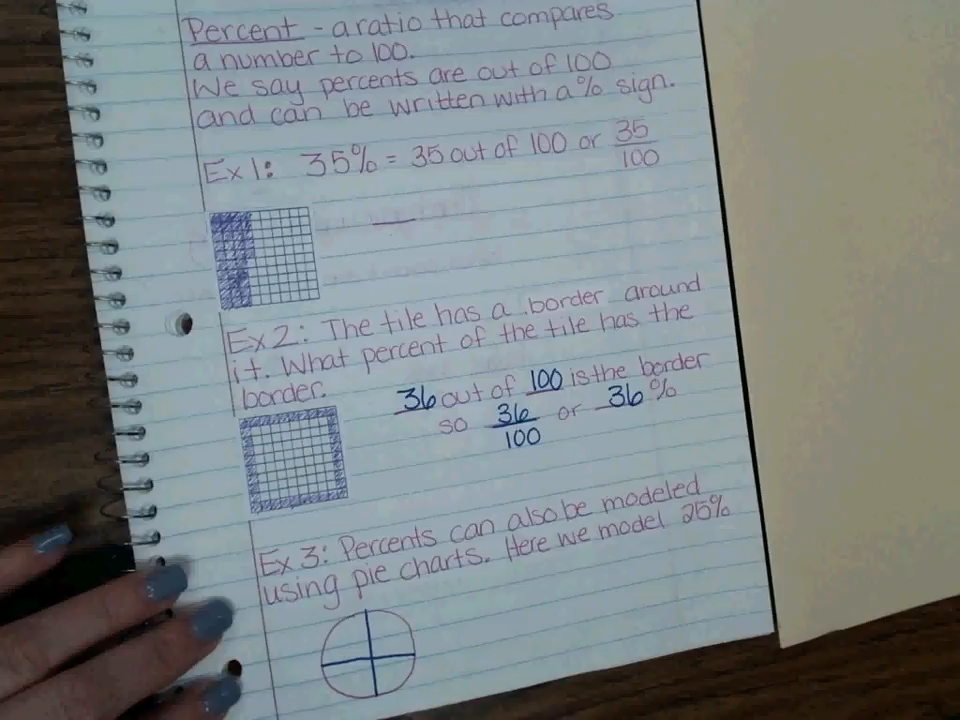 Percent - a ratio that compares
a number to 100.
We say percents are out of 100
and can be written with a % sign.
Ex 1: 35% = 35 out of 100 or 35/100
Ex 2: The tile has a border around
it. What percent of the tile has the
border.
36 out of 100 is the border
so 36/100 or 36%
Ex 3: Percents can also be modeled
using pie charts. Here we model 25%